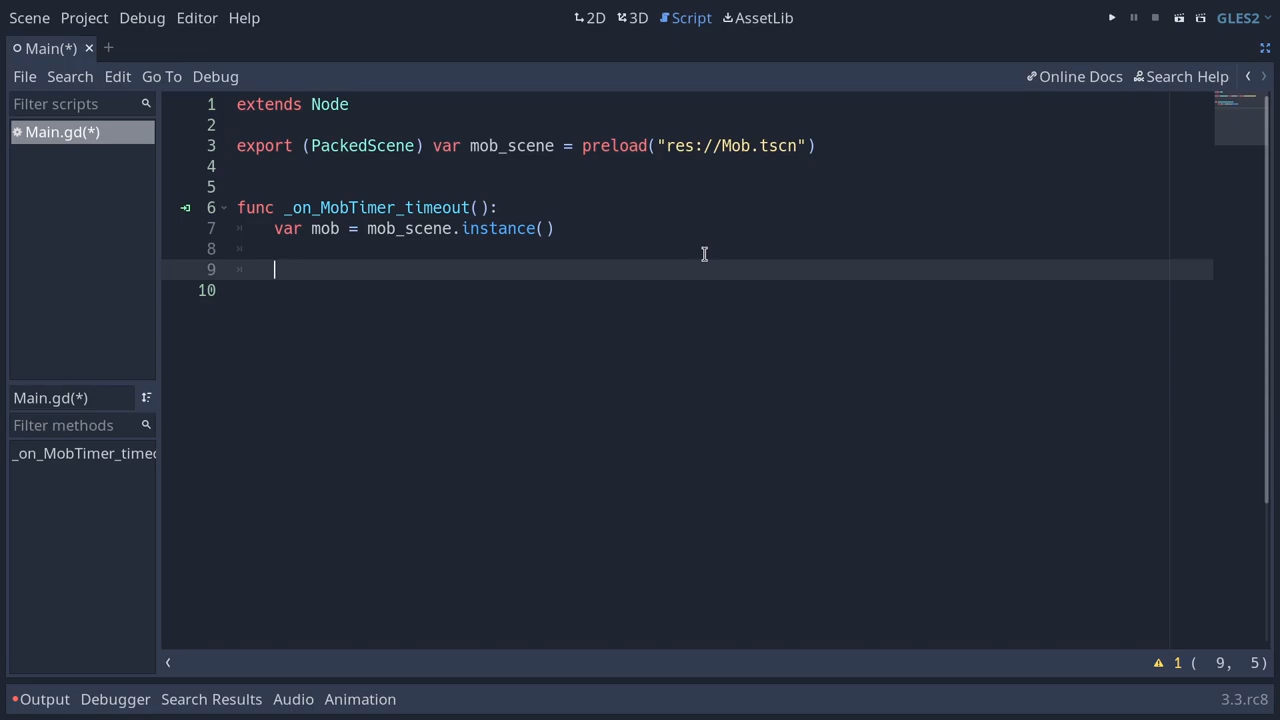 Scene Project Debug Editor Help 2D 3D Script AssetLib GLES2
Main(*)
File Search Edit Go To Debug Online Docs Search Help
Filter scripts
Main.gd(*)
1 extends Node
2
3 export (PackedScene) var mob_scene = preload("res://Mob.tscn")
4
5
6 func _on_MobTimer_timeout():
7 var mob = mob_scene.instance()
8
9
10
Main.gd(*)
Filter methods
_on_MobTimer_timeo
1 ( 9, 5)
Output Debugger Search Results Audio Animation 3.3.rc8